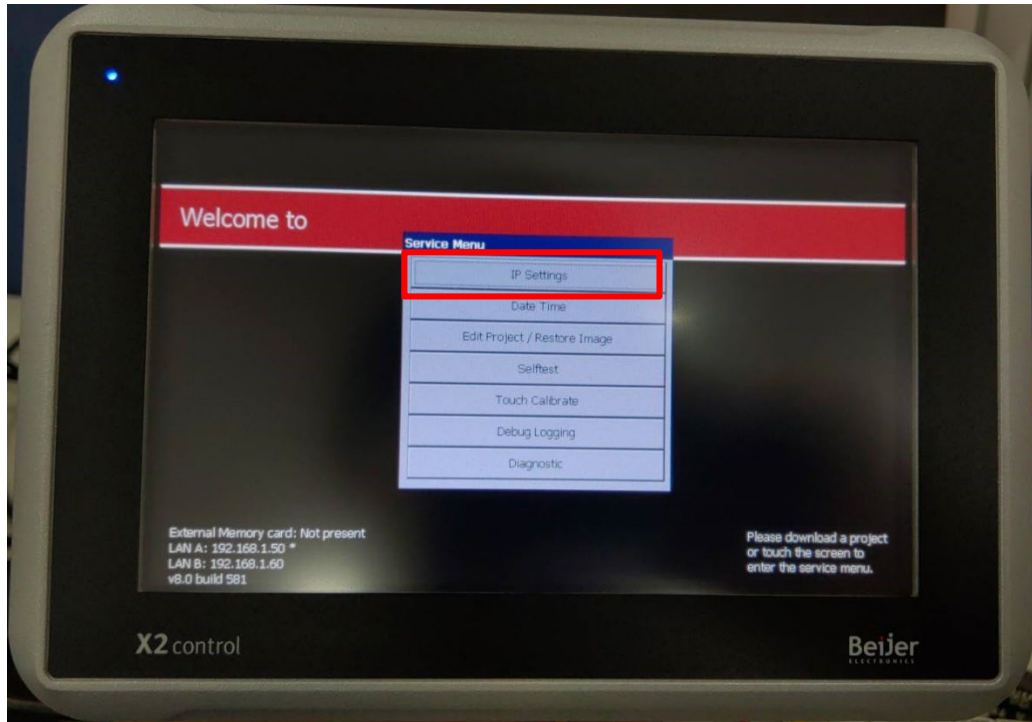 Welcome to
Service Menu
IP Settings
Date Time
Edit Project / Restore Image
Selftest
Touch Calibrate
Debug Logging
Diagnostic
External Memory card: Not present
LAN A: 192.168.1.50 *
LAN B: 192.168.1.60
v8.0 build 581
Please download a project
or touch the screen to
enter the service menu.
X2 control
Beijer
ELECTRONICS